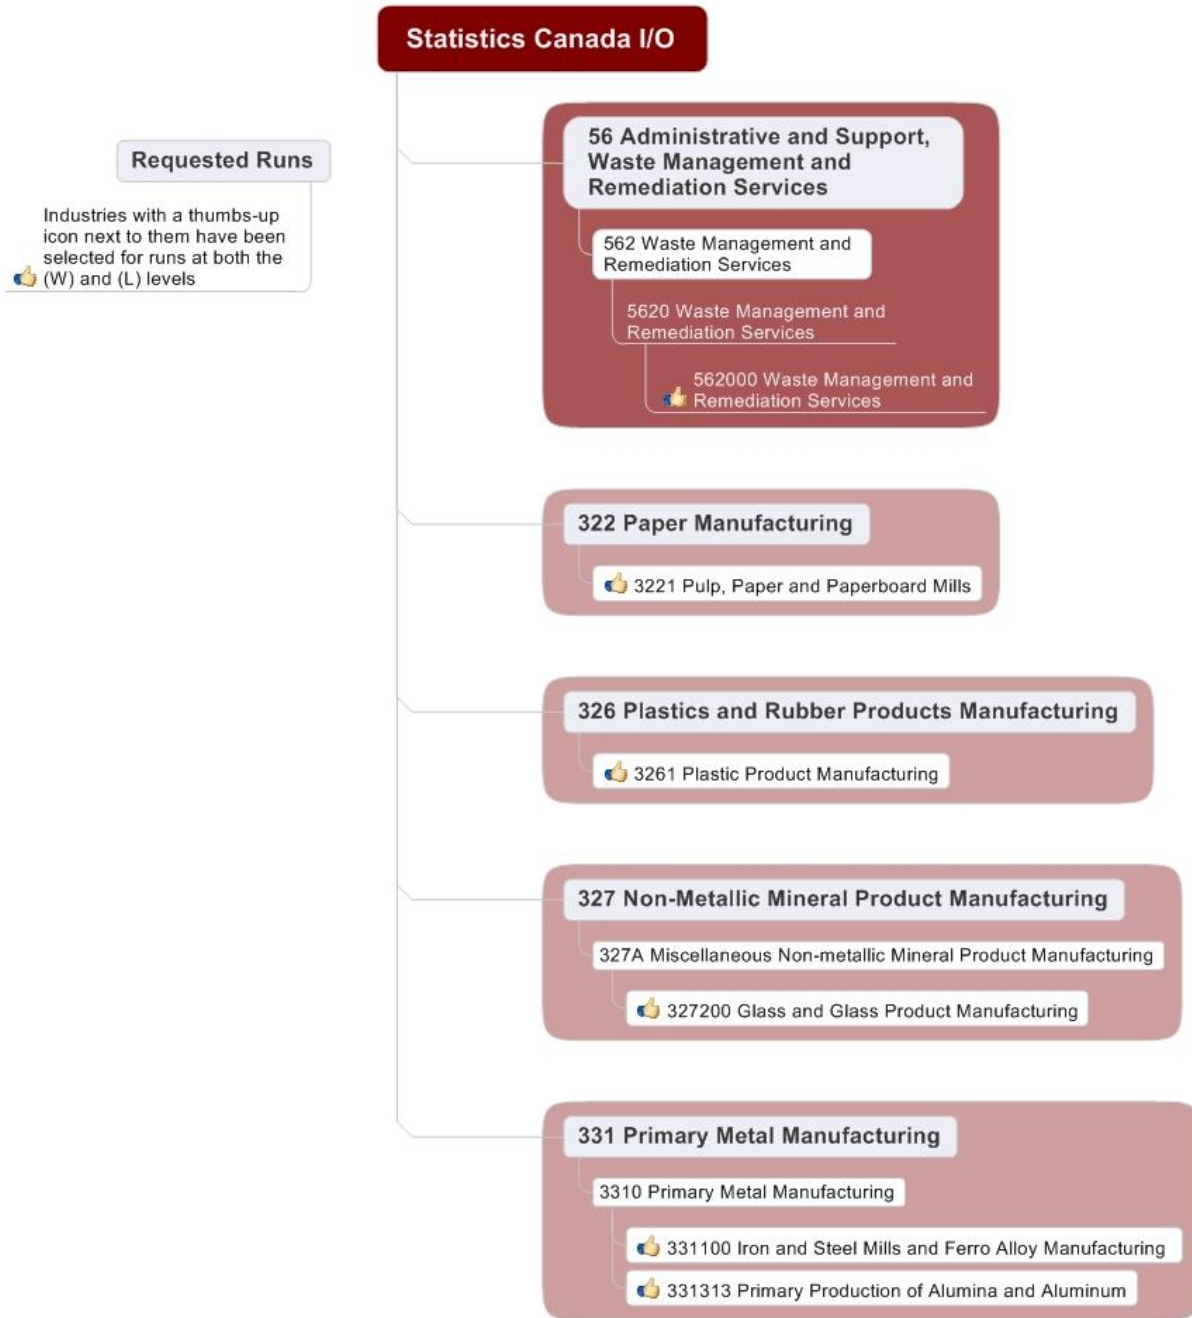 Statistics Canada I/O
Requested Runs
Industries with a thumbs-up
icon next to them have been
selected for runs at both the
(W) and (L) levels
56 Administrative and Support,
Waste Management and
Remediation Services
562 Waste Management and
Remediation Services
5620 Waste Management and
Remediation Services
562000 Waste Management and
Remediation Services
322 Paper Manufacturing
3221 Pulp, Paper and Paperboard Mills
326 Plastics and Rubber Products Manufacturing
3261 Plastic Product Manufacturing
327 Non-Metallic Mineral Product Manufacturing
327A Miscellaneous Non-metallic Mineral Product Manufacturing
327200 Glass and Glass Product Manufacturing
331 Primary Metal Manufacturing
3310 Primary Metal Manufacturing
331100 Iron and Steel Mills and Ferro Alloy Manufacturing
331313 Primary Production of Alumina and Aluminum